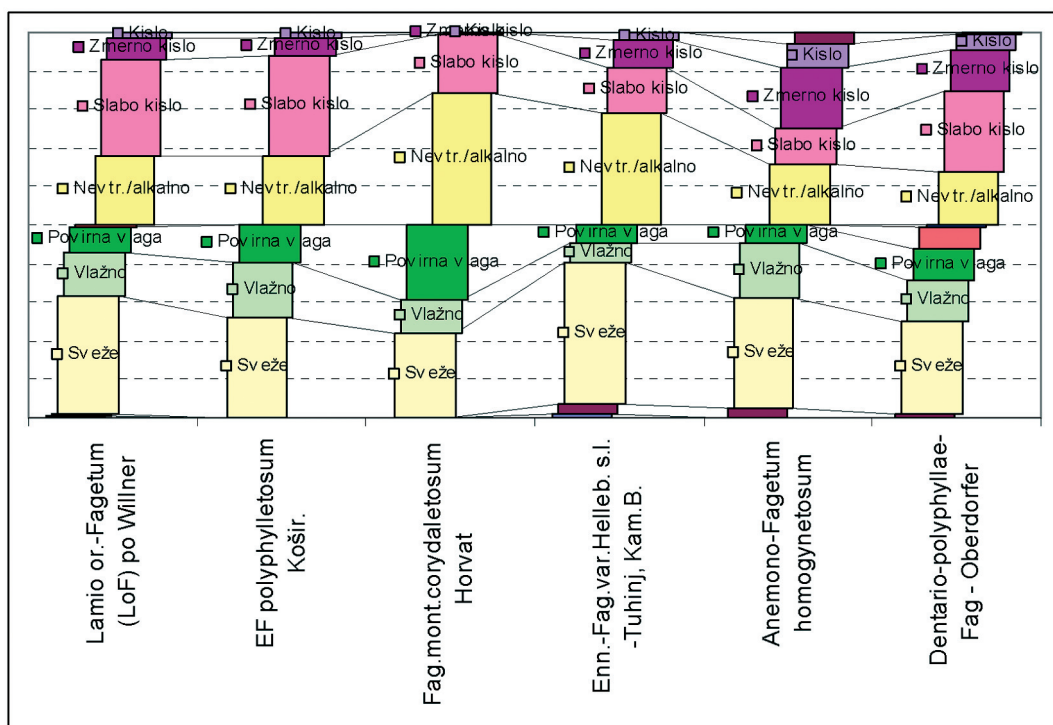 Kislo
Zmerno kislo
Slabo kislo
Nevtr./alkalno
Povirna vlaga
Vlažno
Sveže
Lamio or.-Fagetum
(LoF) po Willner
Kislo
Zmerno kislo
Slabo kislo
Nevtr./alkalno
Povirna vlaga
Vlažno
Sveže
EF polyphylletosum
Košir.
Kislo
Zmerno kislo
Slabo kislo
Nevtr./alkalno
Povirna vlaga
Vlažno
Sveže
Fag.mont.corydaletosum
Horvat
Kislo
Zmerno kislo
Slabo kislo
Nevtr./alkalno
Povirna vlaga
Vlažno
Sveže
Enn.-Fag.var.Helleb. s.l.
-Tuhinj, Kam.B.
Kislo
Zmerno kislo
Slabo kislo
Nevtr./alkalno
Povirna vlaga
Vlažno
Sveže
Anemono-Fagetum
homogynretosum
Kislo
Zmerno kislo
Slabo kislo
Nevtr./alkalno
Povirna vlaga
Vlažno
Sveže
Dentario-polyphyllae-
Fag - Oberdorfer